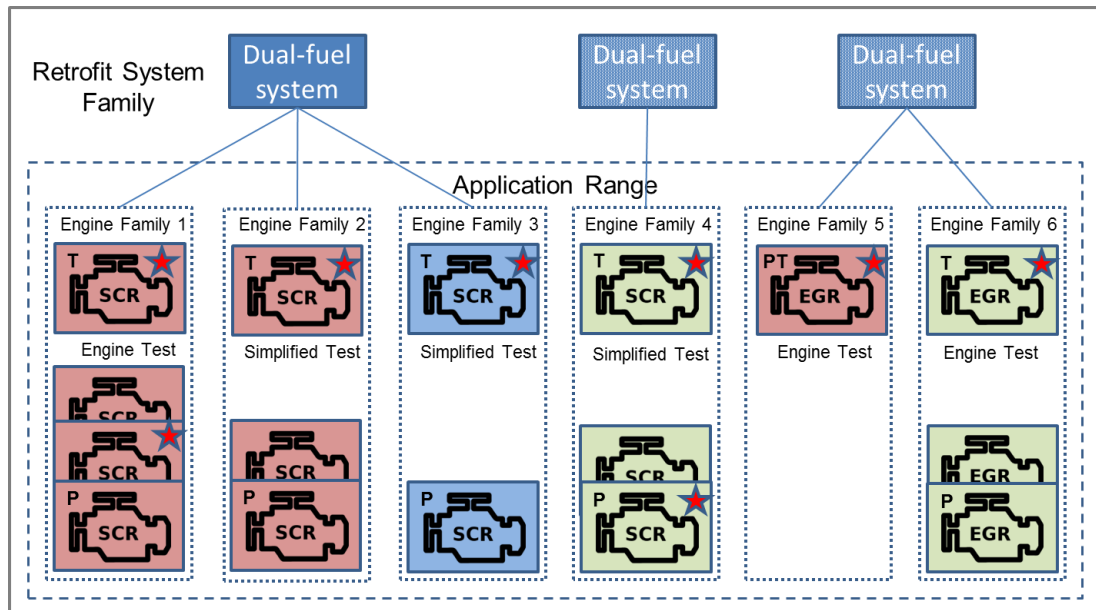 Retrofit System
Family
Dual-fuel
system
Dual-fuel
system
Dual-fuel
system
Application Range
Engine Family 1
Engine Family 2
Engine Family 3
Engine Family 4
Engine Family 5
Engine Family 6
T
SCR
T
SCR
T
SCR
T
SCR
PT
EGR
T
EGR
Engine Test
Simplified Test
Simplified Test
Simplified Test
Engine Test
Engine Test
SCR
SCR
P
SCR
SCR
P
SCR
P
SCR
SCR
P
SCR
EGR
P
EGR